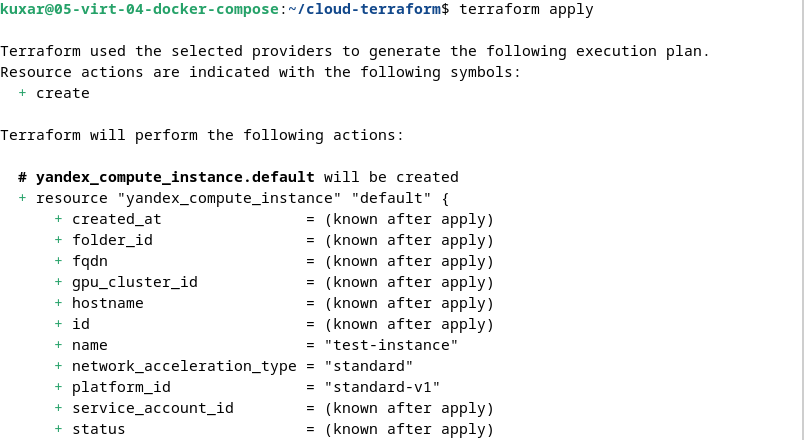 kuxar@05-virt-04-docker-compose:~/cloud-terraform$ terraform apply
Terraform used the selected providers to generate the following execution plan.
Resource actions are indicated with the following symbols:
+ create
Terraform will perform the following actions:
# yandex_compute_instance.default will be created
+ resource "yandex_compute_instance" "default" {
+ created_at = (known after apply)
+ folder_id = (known after apply)
+ fqdn = (known after apply)
+ gpu_cluster_id = (known after apply)
+ hostname = (known after apply)
+ id = (known after apply)
+ name = "test-instance"
+ network_acceleration_type = "standard"
+ platform_id = "standard-v1"
+ service_account_id = (known after apply)
+ status = (known after apply)